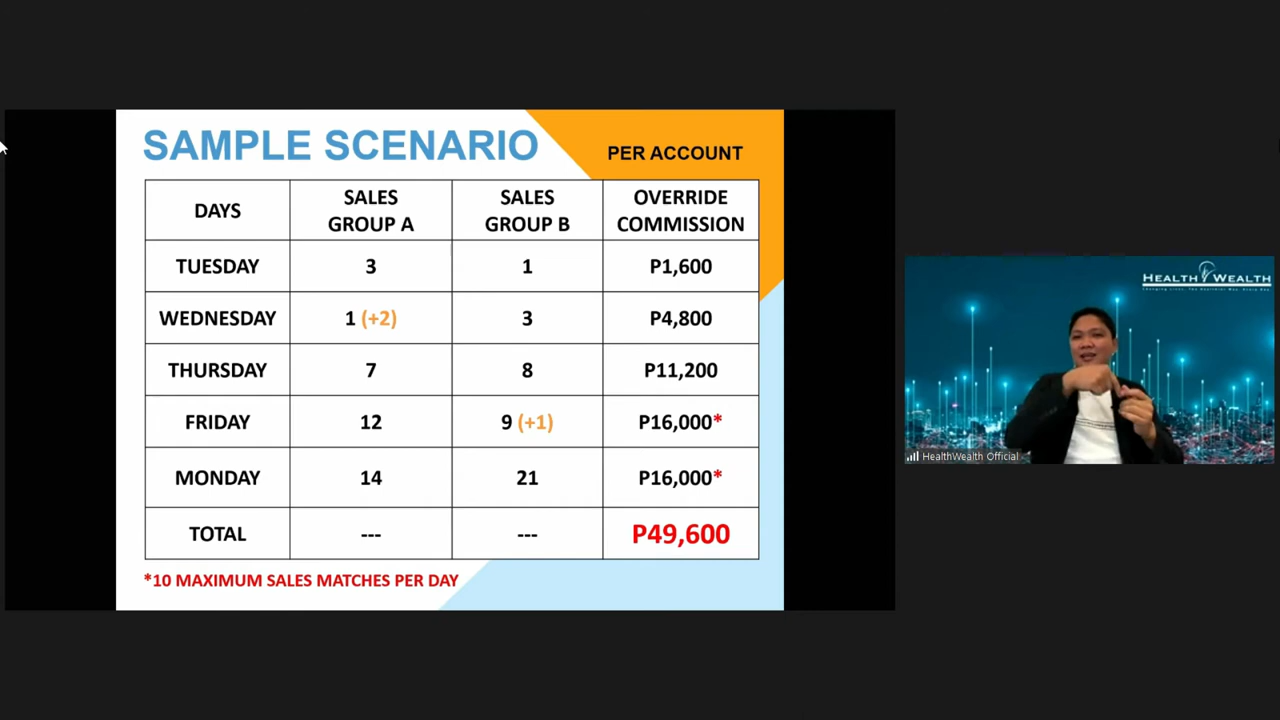 SAMPLE SCENARIO
PER ACCOUNT
DAYS
SALES
GROUP A
SALES
GROUP B
OVERRIDE
COMMISSION
TUESDAY 3 1 P1,600
WEDNESDAY 1 (+2) 3 P4,800
THURSDAY 7 8 P11,200
FRIDAY 12 9 (+1) P16,000*
MONDAY 14 21 P16,000*
TOTAL --- --- P49,600
*10 MAXIMUM SALES MATCHES PER DAY
HEALTH WEALTH
HealthWealth Official